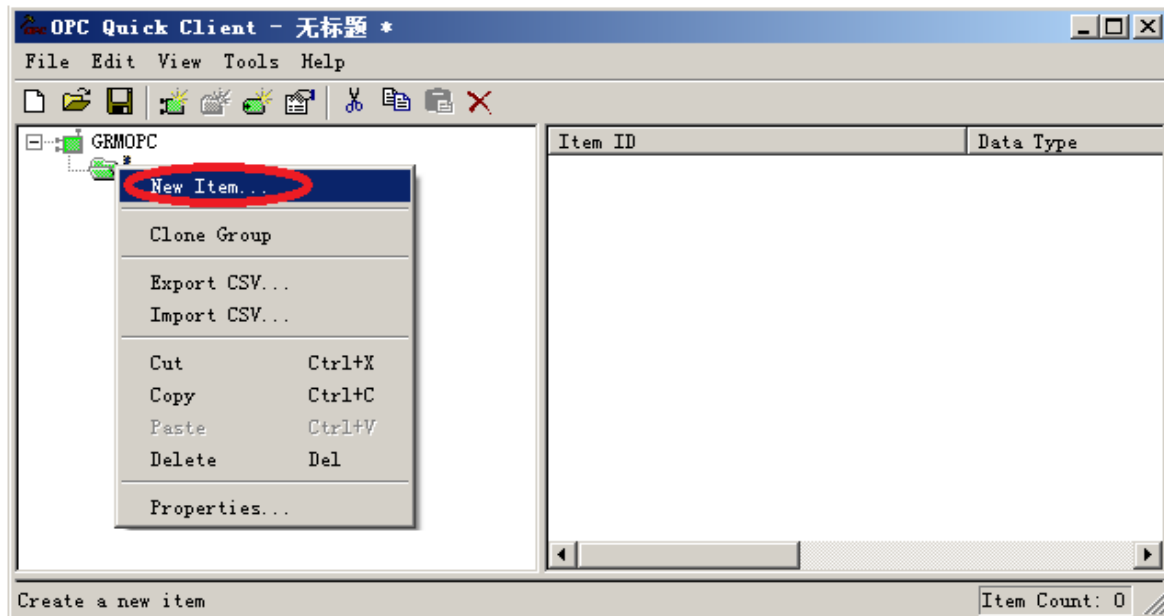 OPC Quick Client - 无标题 *
File Edit View Tools Help
GRMOPC
*
Item ID Data Type
New Item...
Clone Group
Export CSV...
Import CSV...
Cut Ctrl+X
Copy Ctrl+C
Paste Ctrl+V
Delete Del
Properties...
Create a new item Item Count: 0